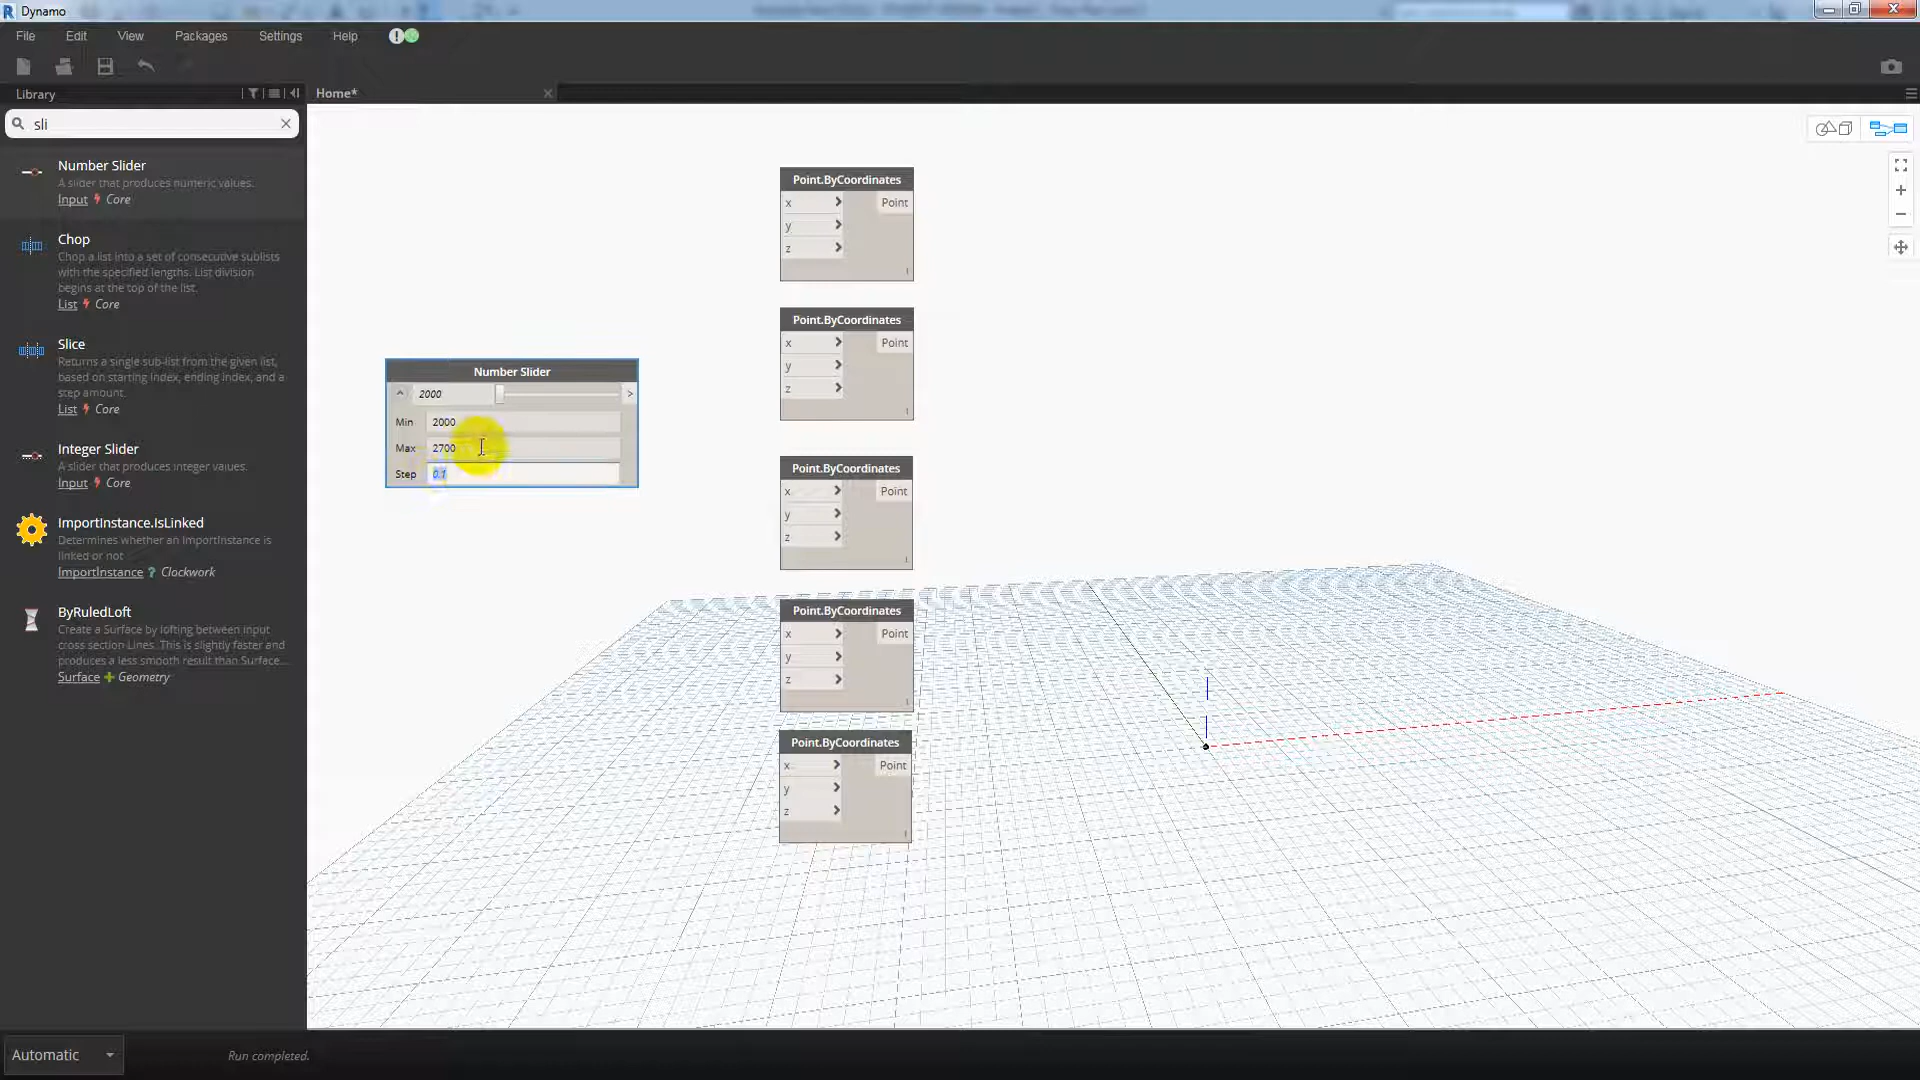 Dynamo
File Edit View Packages Settings Help
Library
Home*
sli
Number Slider
A slider that produces numeric values.
Input Core
Chop
Chop a list into a set of consecutive sublists
with the specified lengths. List division
begins at the top of the list.
List Core
Slice
Returns a single sub-list from the given list,
based on starting index, ending index, and a
step amount.
List Core
Integer Slider
A slider that produces integer values.
Input Core
ImportInstance.IsLinked
Determines whether an ImportInstance is
linked or not
ImportInstance ? Clockwork
ByRuledLoft
Create a Surface by lofting between input
cross section Lines. This is slightly faster and
produces a less smooth result than Surface...
Surface Geometry
Number Slider
2000 >
Min 2000
Max 2700
Step 0.1
Point.ByCoordinates
x > Point
y >
z >
Point.ByCoordinates
x > Point
y >
z >
Point.ByCoordinates
x > Point
y >
z >
Point.ByCoordinates
x > Point
y >
z >
Point.ByCoordinates
x > Point
y >
z >
Automatic
Run completed.